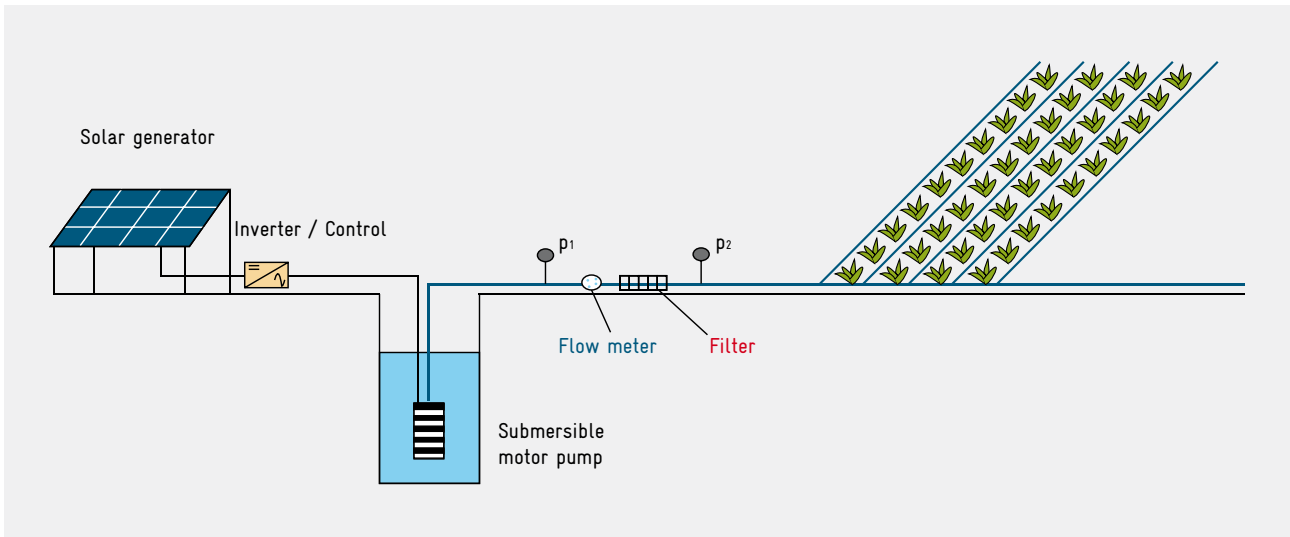 Solar generator
Inverter / Control
p1
p2
Flow meter
Filter
Submersible
motor pump